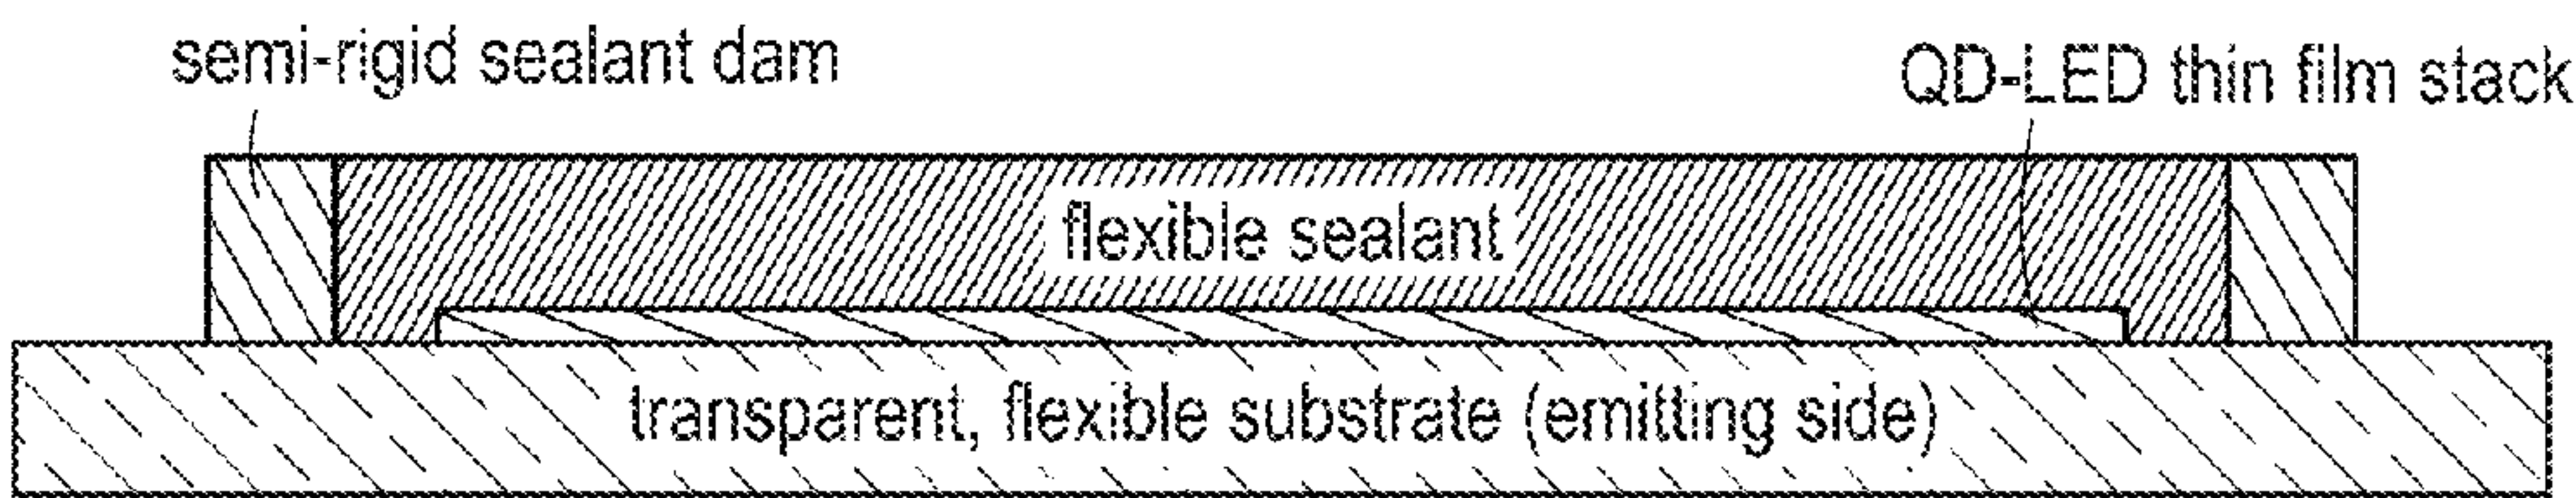 semi-rigid sealant dam
QD-LED thin film stack
flexible sealant
transparent, flexible substrate (emitting side)